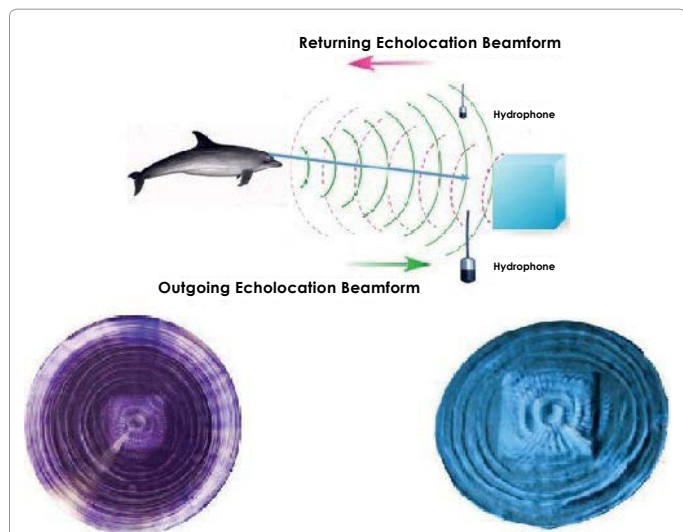 Returning Echolocation Beamform
Hydrophone
Hydrophone
Outgoing Echolocation Beamform